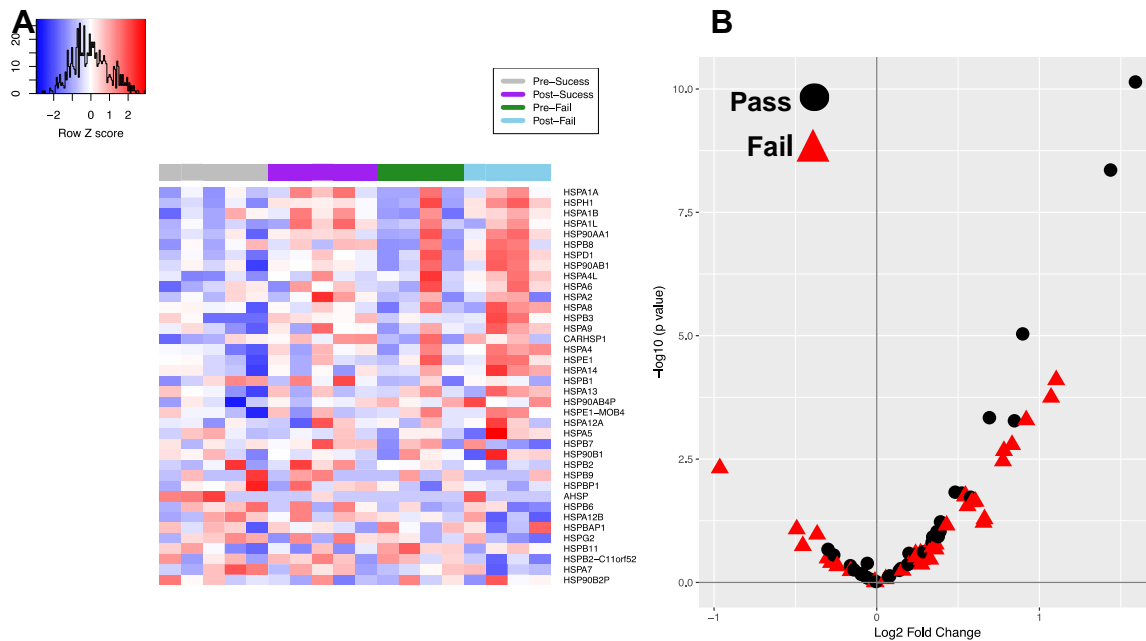 A
0 10 20
−2 −1 0 1 2
Row Z score
Pre−Sucess
Post−Sucess
Pre−Fail
Post−Fail
HSPA1A
HSPH1
HSPA1B
HSPA1L
HSP90AA1
HSPB8
HSPD1
HSP90AB1
HSPA4L
HSPA6
HSPA2
HSPA8
HSPB3
HSPA9
CARHSP1
HSPA4
HSPE1
HSPA14
HSPB1
HSPA13
HSP90AB4P
HSPE1−MOB4
HSPA12A
HSPA5
HSPB7
HSP90B1
HSPB2
HSPB9
HSPBP1
AHSP
HSPB6
HSPA12B
HSPBAP1
HSPG2
HSPB11
HSPB2−C11orf52
HSPA7
HSP90B2P
B
Pass
Fail
10.0
7.5
5.0
2.5
0.0
−log10 (p value)
−1 0 1
Log2 Fold Change